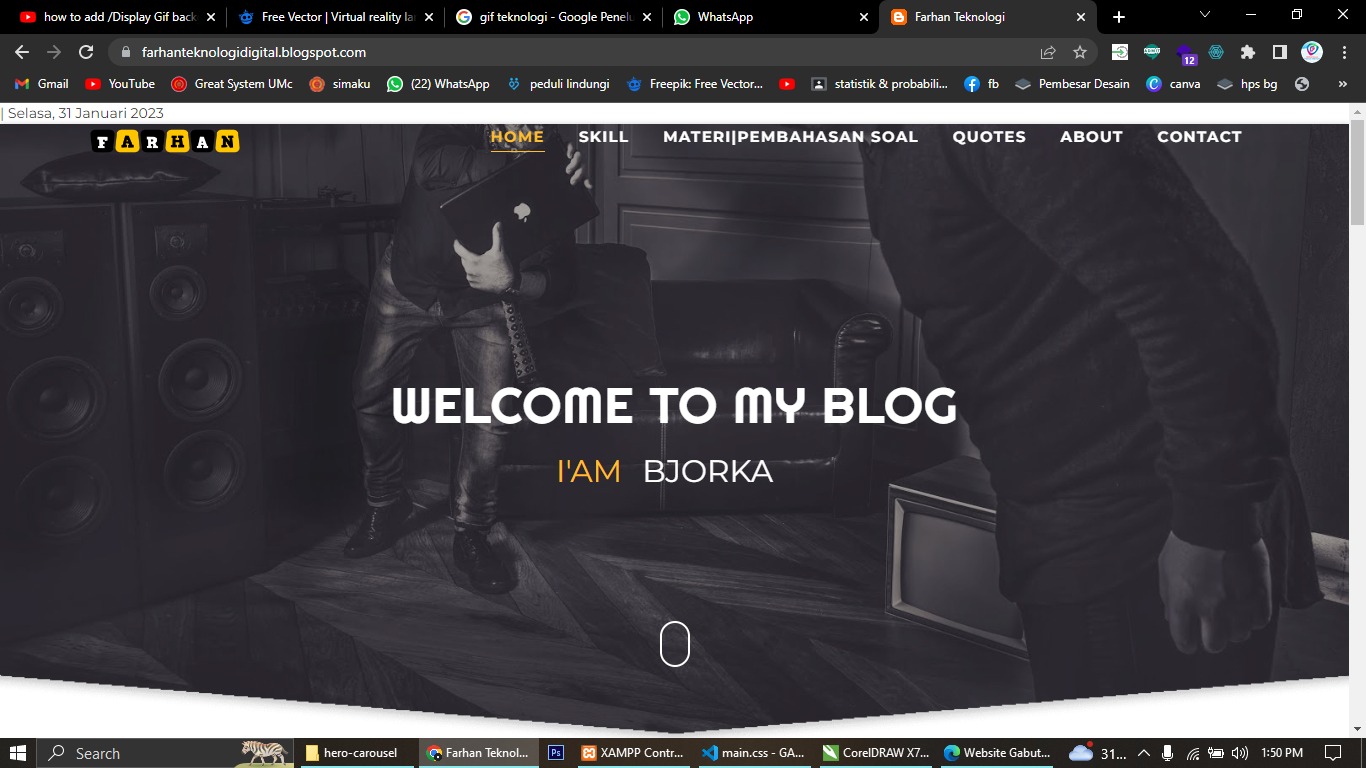 how to add /Display Gif back
Free Vector | Virtual reality la
gif teknologi - Google Penelu
WhatsApp
Farhan Teknologi
farhanteknologidigital.blogspot.com
12
Gmail
YouTube
Great System UMc
simaku
(22) WhatsApp
peduli lindungi
Freepik: Free Vector...
statistik & probabili...
fb
Pembesar Desain
canva
hps bg
»
| Selasa, 31 Januari 2023
FARHAN
HOME
SKILL
MATERI|PEMBAHASAN SOAL
QUOTES
ABOUT
CONTACT
WELCOME TO MY BLOG
I'AM BJORKA
Search
hero-carousel
Farhan Teknol...
Ps
XAMPP Contr...
main.css - GA...
CorelDRAW X7...
Website Gabut...
31...
1:50 PM